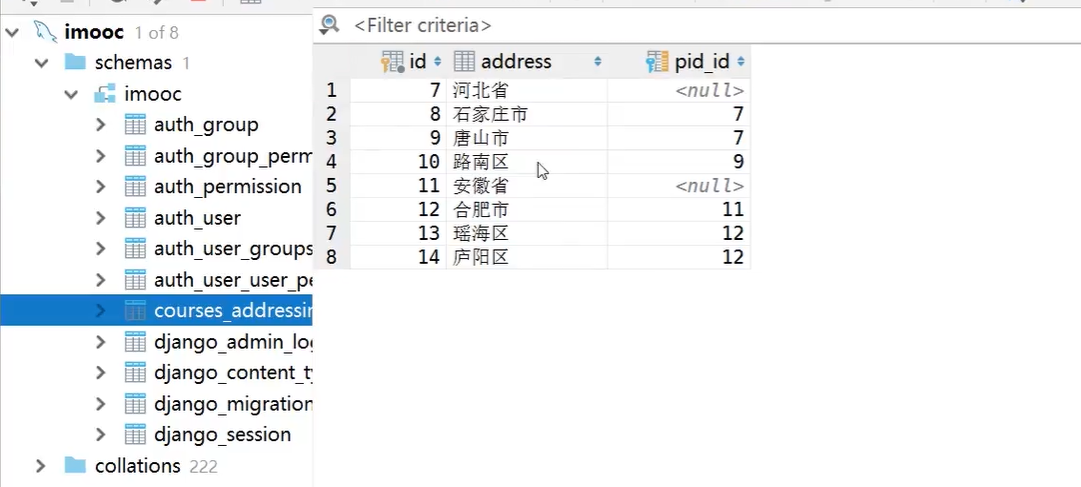 imooc 1 of 8
schemas 1
imooc
auth_group
auth_group_perm
auth_permission
auth_user
auth_user_groups
auth_user_user_pe
courses_addressin
django_admin_log
django_content_ty
django_migration
django_session
collations 222
<Filter criteria>
id address pid_id
1 7 河北省 <null>
2 8 石家庄市 7
3 9 唐山市 7
4 10 路南区 9
5 11 安徽省 <null>
6 12 合肥市 11
7 13 瑶海区 12
8 14 庐阳区 12